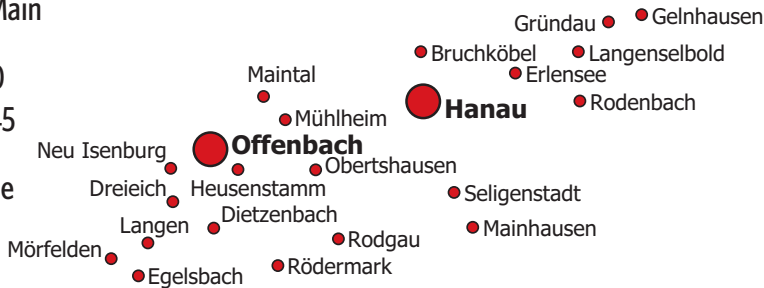 Main
Gründau
Gelnhausen
Bruchköbel
Langenselbold
Maintal
Erlensee
Hanau
Rodenbach
Mühlheim
Offenbach
Neu Isenburg
Obertshausen
Dreieich
Heusenstamm
Seligenstadt
Dietzenbach
Langen
Mainhausen
Mörfelden
Rodgau
Egelsbach
Rödermark